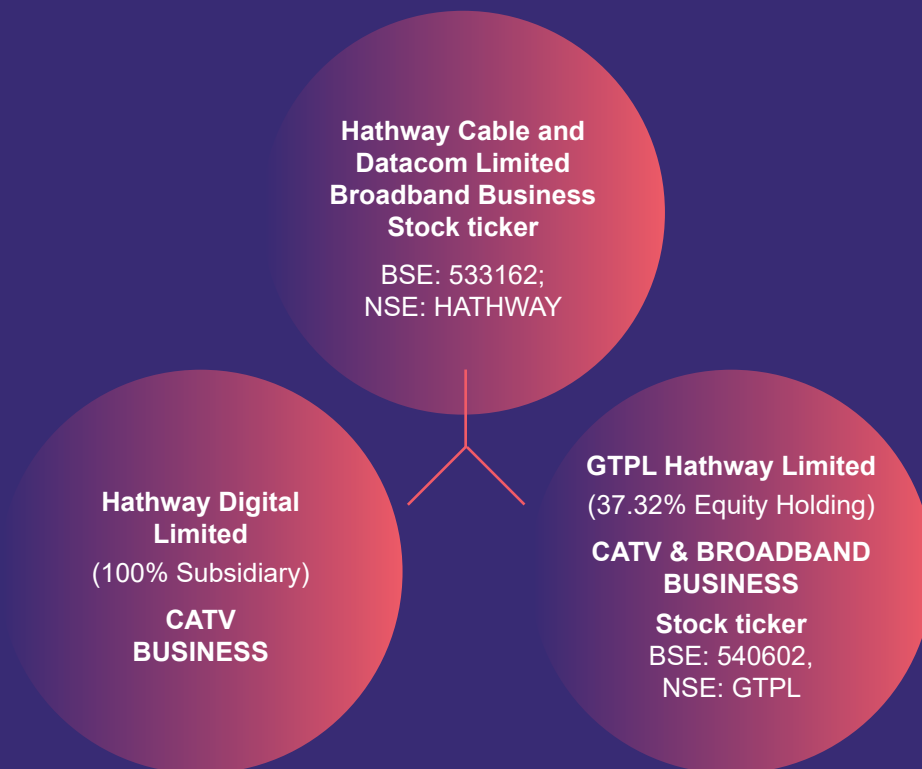 Hathway Cable and
Datacom Limited
Broadband Business
Stock ticker
BSE: 533162;
NSE: HATHWAY
Hathway Digital
Limited
(100% Subsidiary)
CATV
BUSINESS
GTPL Hathway Limited
(37.32% Equity Holding)
CATV & BROADBAND
BUSINESS
Stock ticker
BSE: 540602,
NSE: GTPL